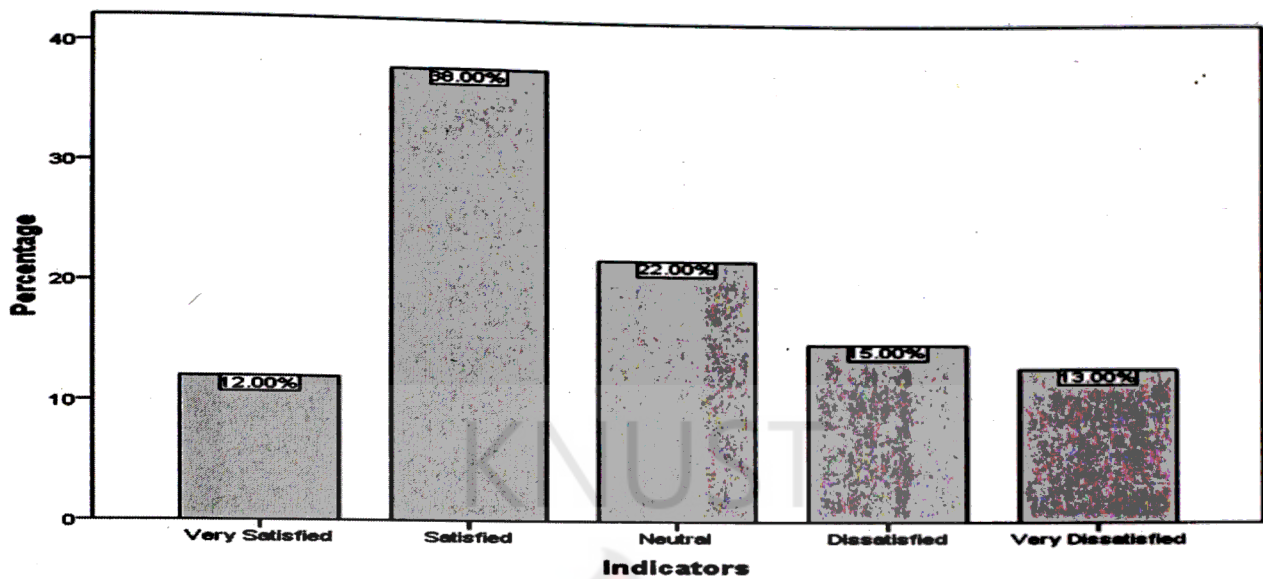 40
38.00%
30
Percentage
22.00%
20
15.00%
13.00%
12.00%
10
KNUST
0
Very Satisfied
Satisfied
Neutral
Dissatisfied
Very Dissatisfied
Indicators